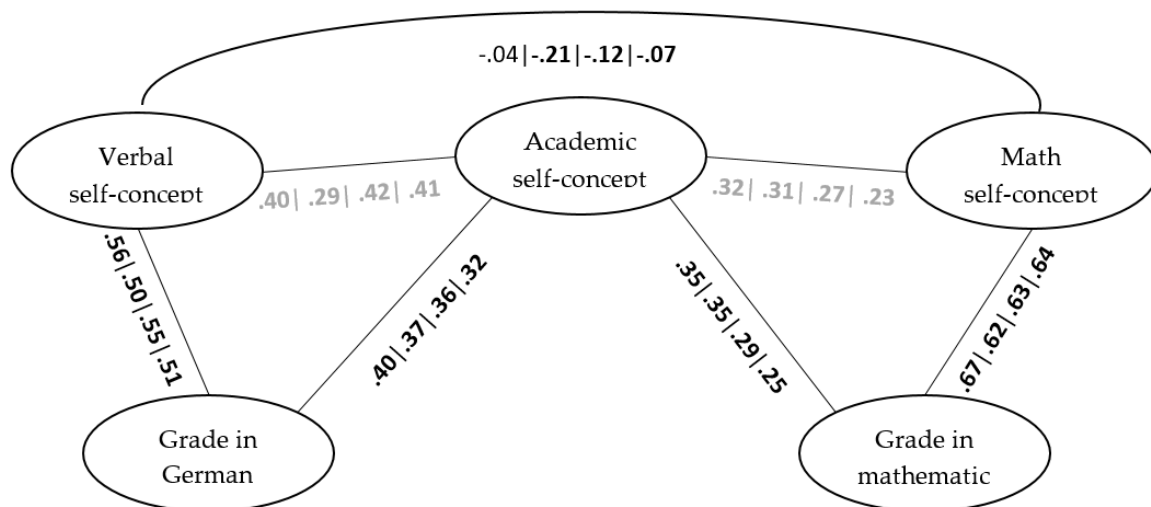 -.04|-.21|-.12|-.07
Verbal
self-concept
Academic
self-concept
Math
self-concept
.40| .29| .42| .41
.32| .31| .27| .23
.56|.50|.55|.51
.40|.37|.36|.32
.35|.35|.29|.25
.67|.62|.63|.64
Grade in
German
Grade in
mathematic